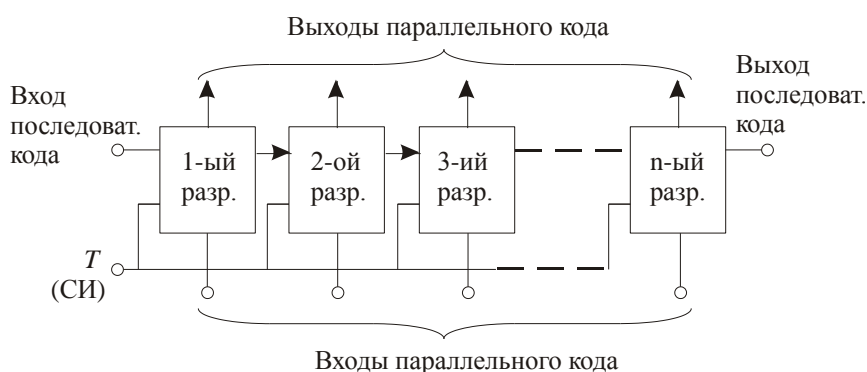 Выходы параллельного кода
Вход
последоват.
кода
Выход
последоват.
кода
1-ый
разр.
2-ой
разр.
3-ий
разр.
n-ый
разр.
T
(СИ)
Входы параллельного кода